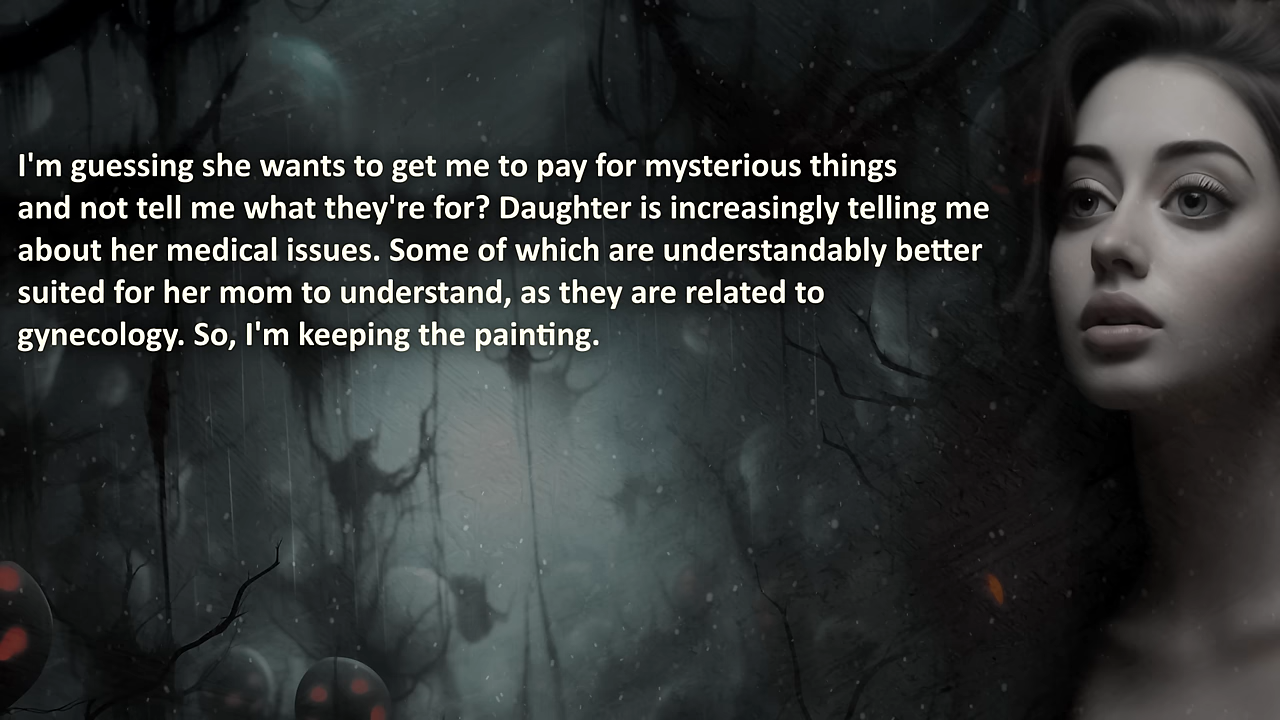 I'm guessing she wants to get me to pay for mysterious things
and not tell me what they're for? Daughter is increasingly telling me
about her medical issues. Some of which are understandably better
suited for her mom to understand, as they are related to
gynecology. So, I'm keeping the painting.